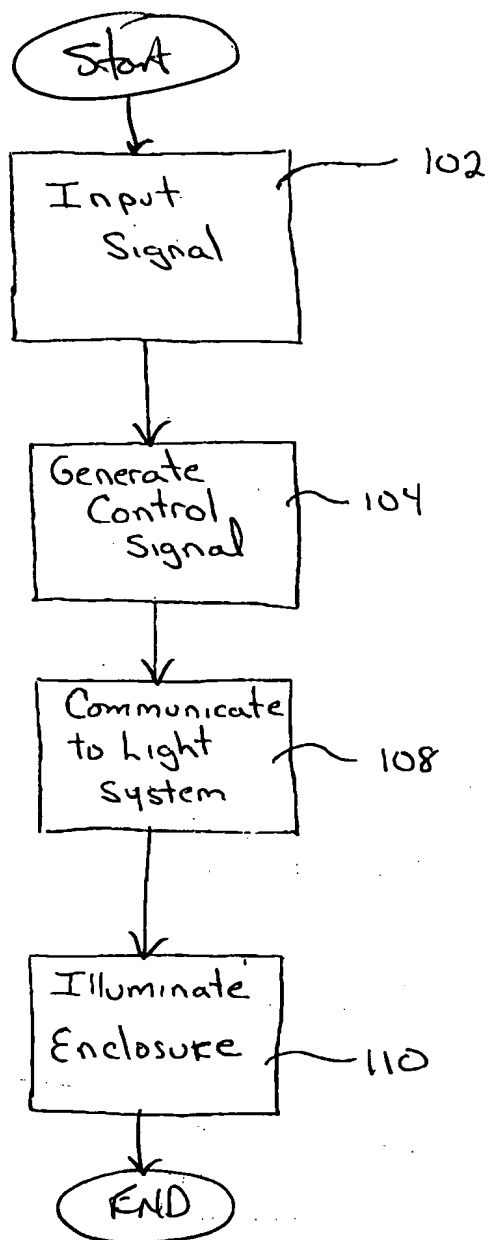 Start
Input
Signal
102
Generate
Control
Signal
104
Communicate
to Light
System
108
Illuminate
Enclosure
110
END